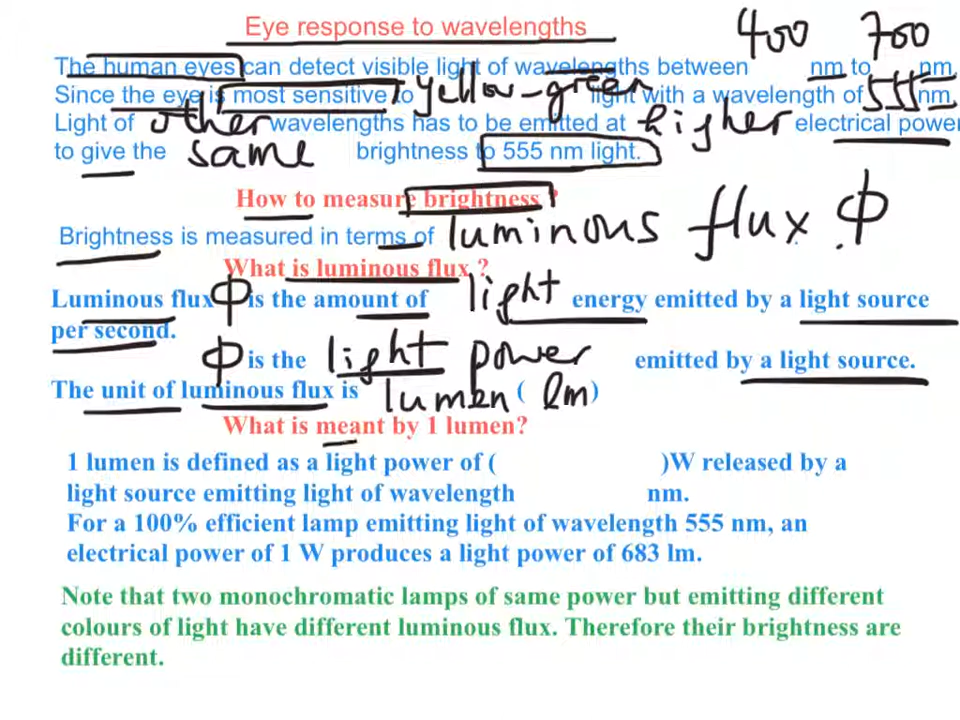 Eye response to wavelengths
The human eyes can detect visible light of wavelengths between 400 nm to 700 nm.
Since the eye is most sensitive to yellow-green light with a wavelength of 555 nm.
Light of other wavelengths has to be emitted at higher electrical power
to give the same brightness to 555 nm light.
How to measure brightness ?
Brightness is measured in terms of luminous flux Φ
What is luminous flux ?
Luminous flux Φ is the amount of light energy emitted by a light source
per second.
Φ is the light power emitted by a light source.
The unit of luminous flux is lumen ( lm )
What is meant by 1 lumen?
1 lumen is defined as a light power of ( )W released by a
light source emitting light of wavelength nm.
For a 100% efficient lamp emitting light of wavelength 555 nm, an
electrical power of 1 W produces a light power of 683 lm.
Note that two monochromatic lamps of same power but emitting different
colours of light have different luminous flux. Therefore their brightness are
different.